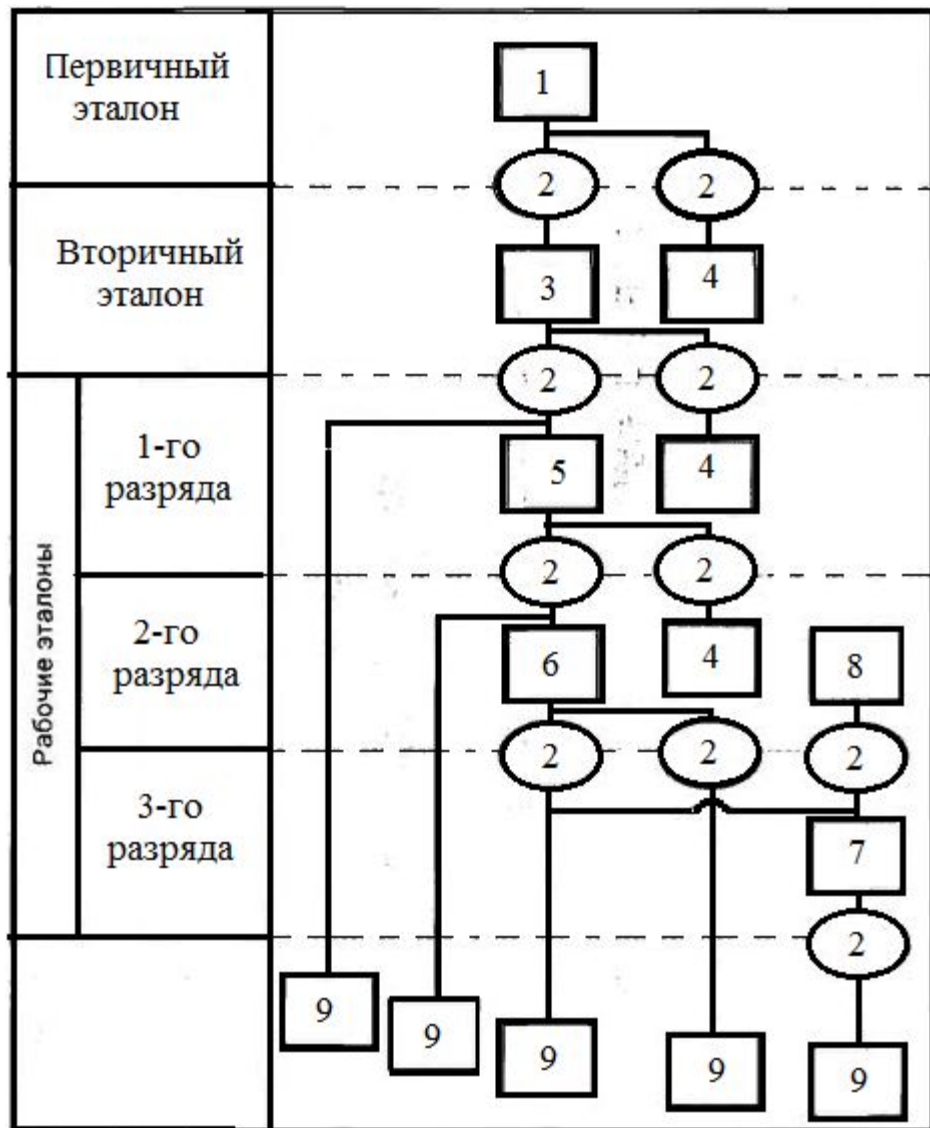 Первичный
эталон
1
2 2
Вторичный
эталон
3 4
2 2
Рабочие эталоны
1-го
разряда
5 4
2 2
2-го
разряда
6 4 8
2 2 2
3-го
разряда
7
2
9 9 9 9 9